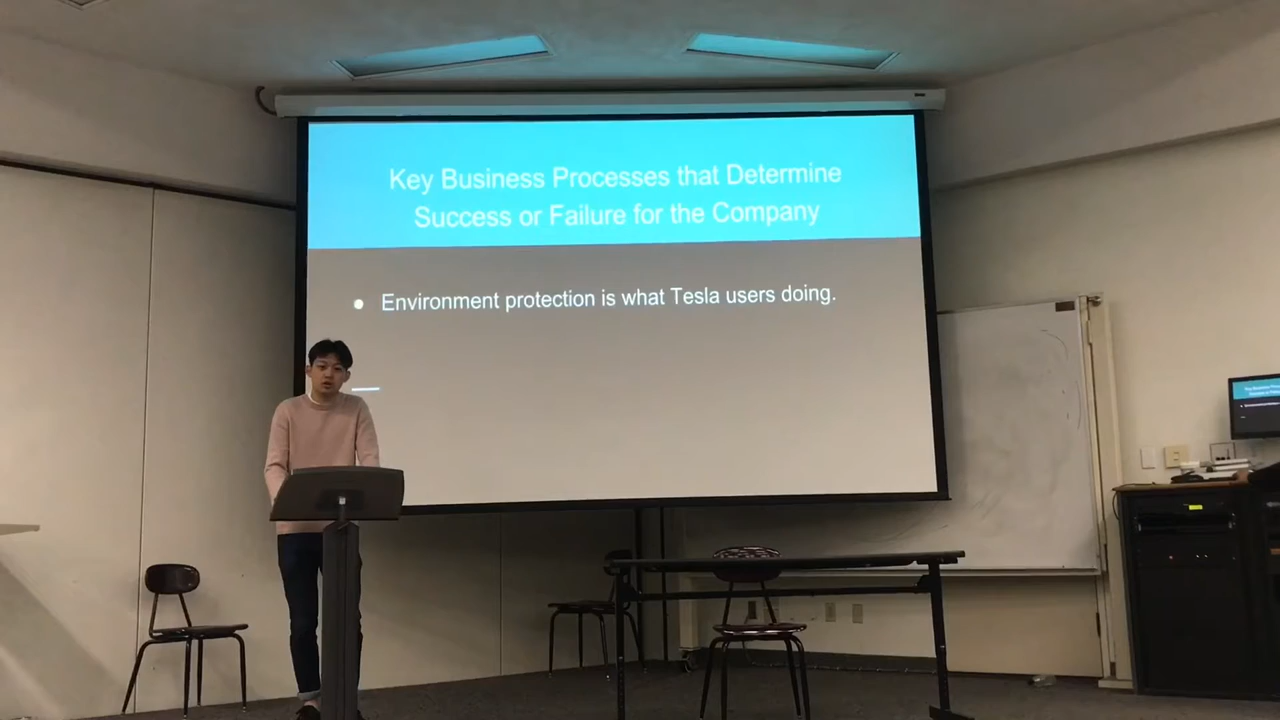 Key Business Processes that Determine
Success or Failure for the Company
● Environment protection is what Tesla users doing.